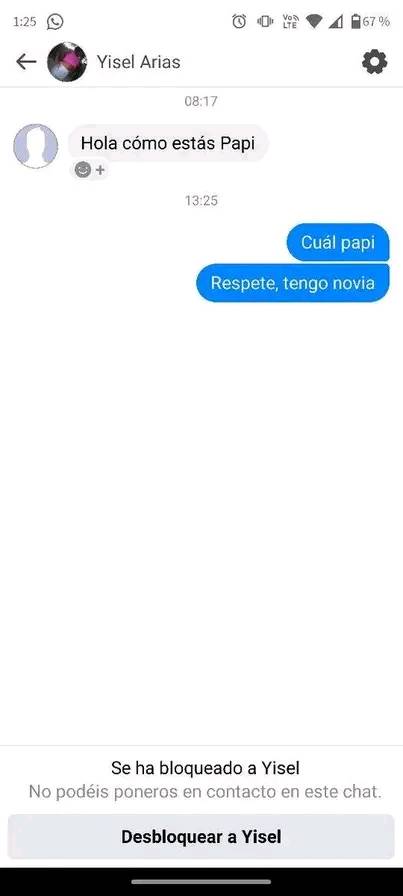 1:25 Vo LTE 67 %
Yisel Arias
08:17
Hola cómo estás Papi
13:25
Cuál papi
Respete, tengo novia
Se ha bloqueado a Yisel
No podéis poneros en contacto en este chat.
Desbloquear a Yisel